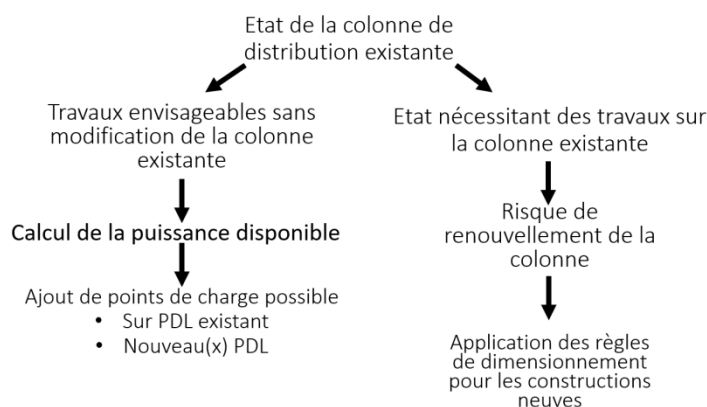 Etat de la colonne de
distribution existante
Travaux envisageables sans
modification de la colonne
existante
Calcul de la puissance disponible
Ajout de points de charge possible
• Sur PDL existant
• Nouveau(x) PDL
Etat nécessitant des travaux sur
la colonne existante
Risque de
renouvellement de la
colonne
Application des règles
de dimensionnement
pour les constructions
neuves